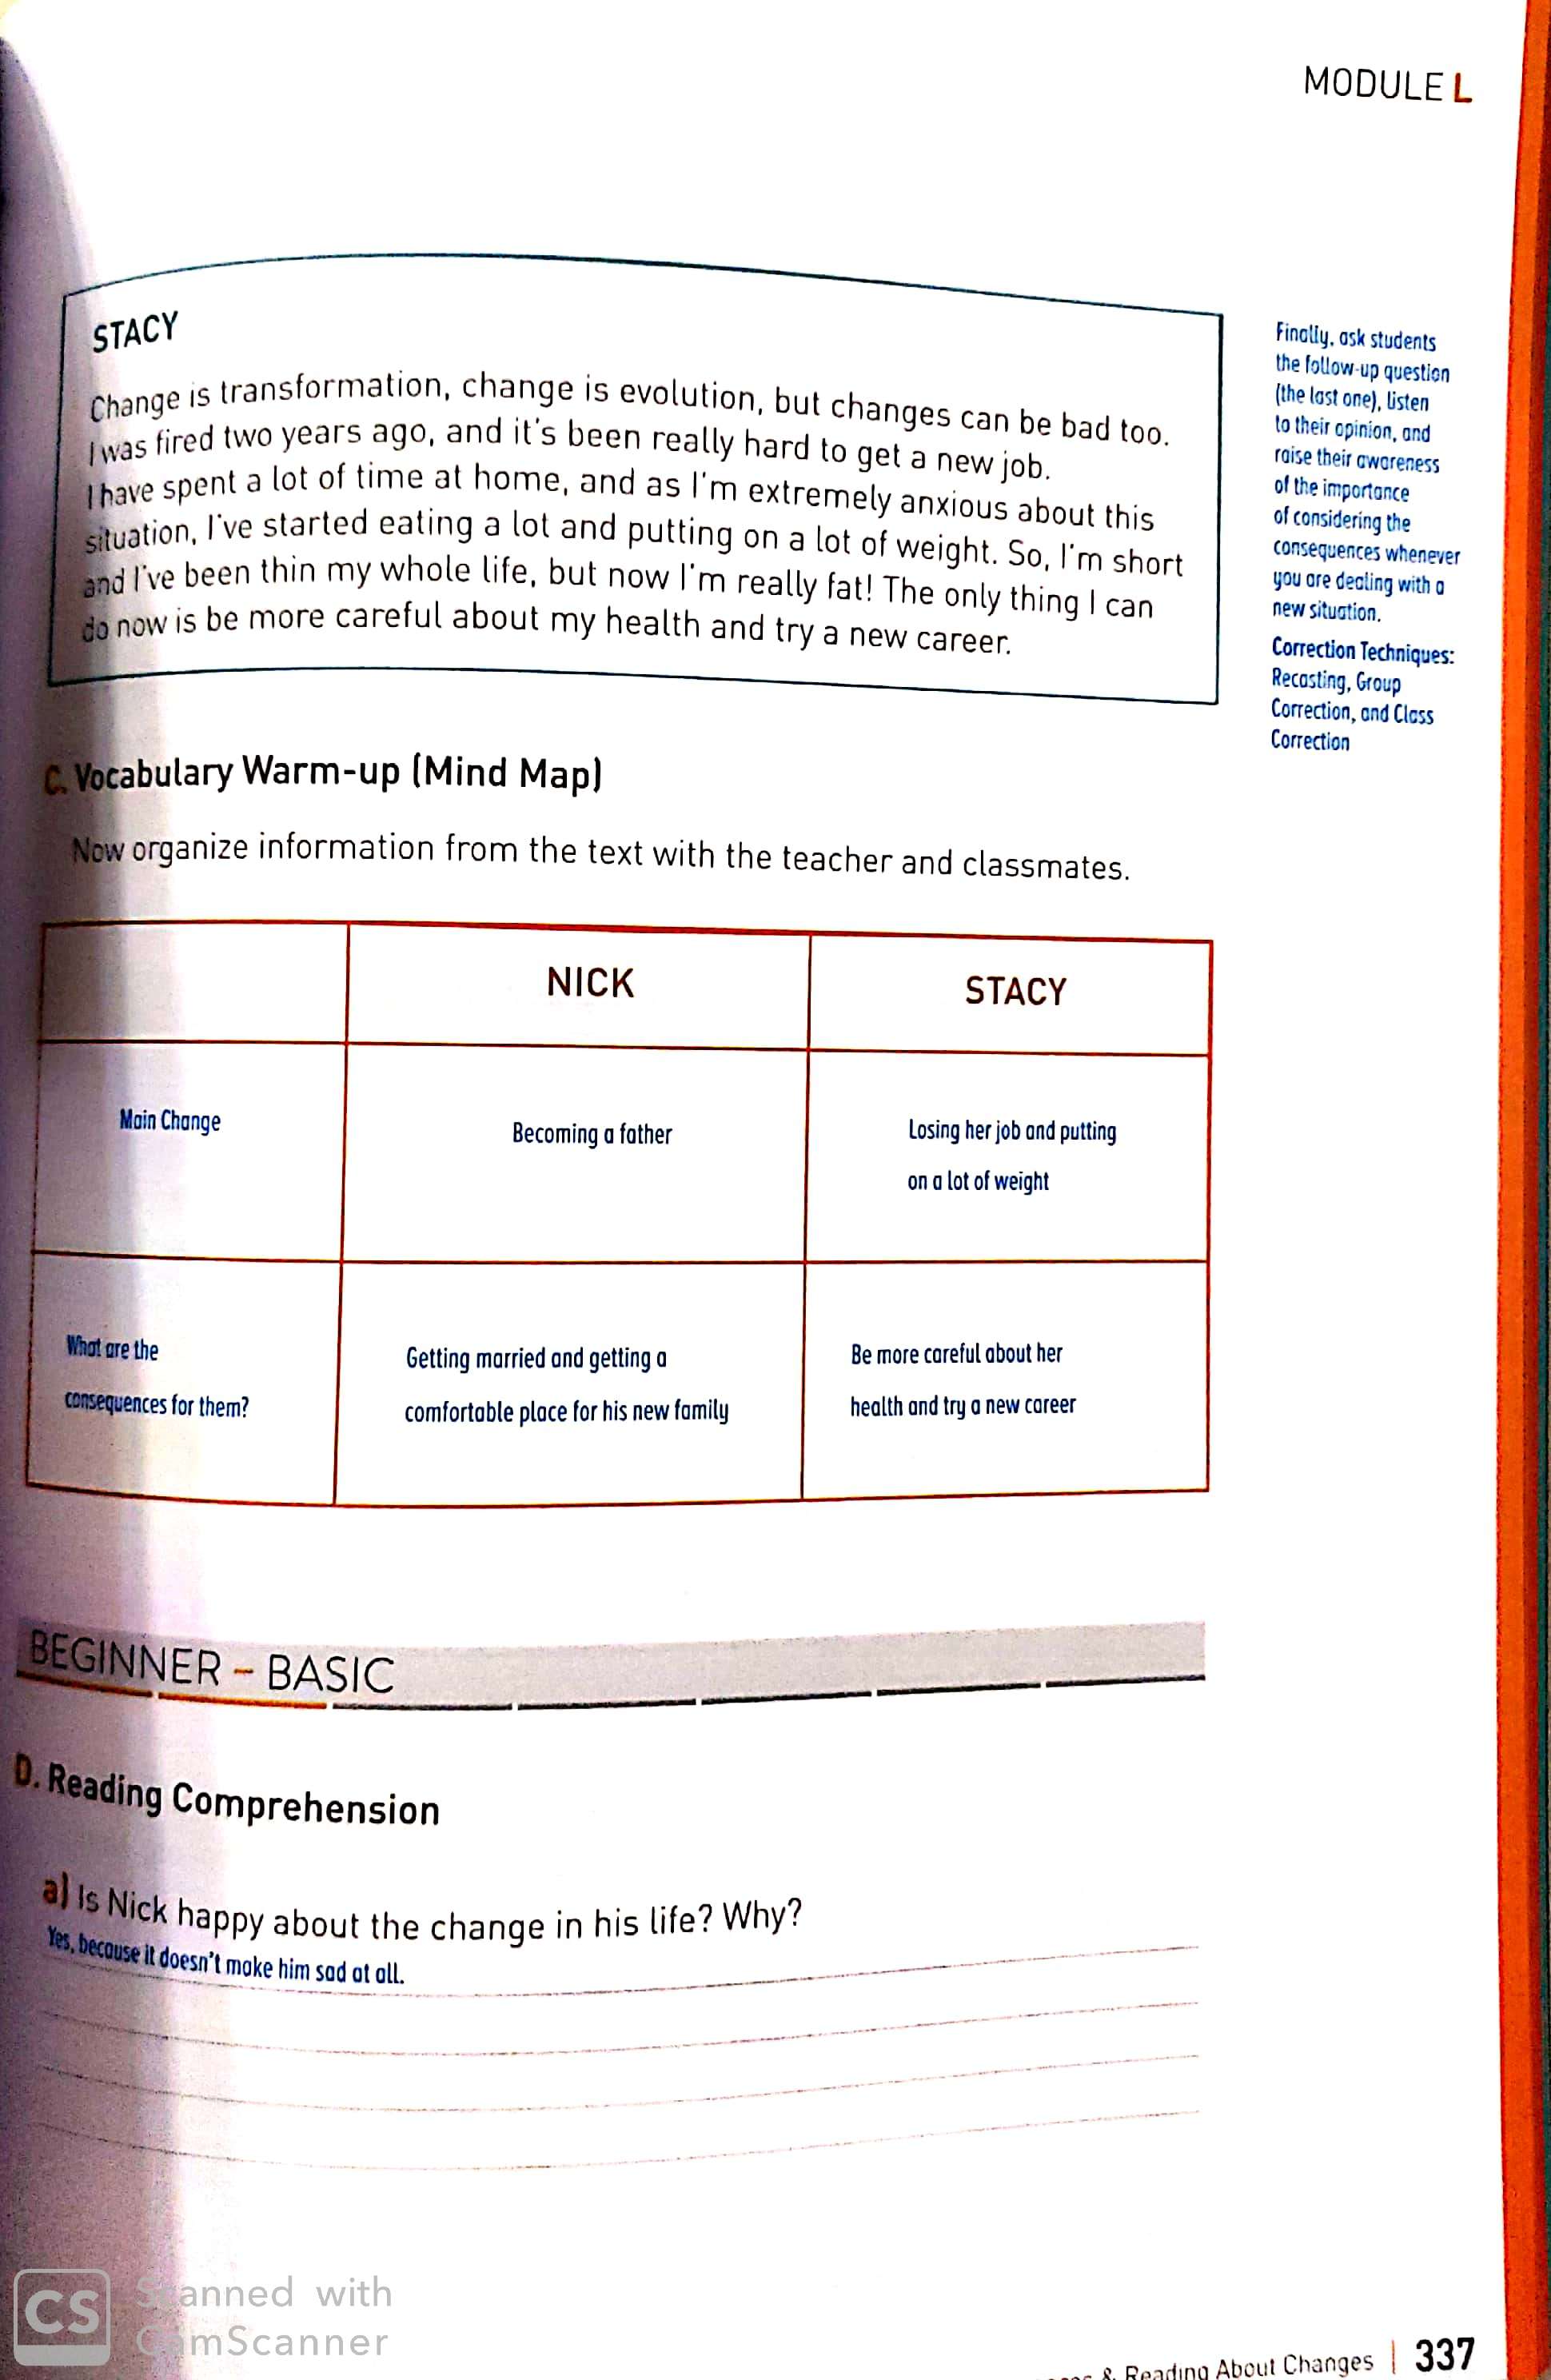 MODULE L
STACY
Change is transformation, change is evolution, but changes can be bad too.
I was fired two years ago, and it's been really hard to get a new job.
I have spent a lot of time at home, and as I'm extremely anxious about this
situation, I've started eating a lot and putting on a lot of weight. So, I'm short
and I've been thin my whole life, but now I'm really fat! The only thing I can
do now is be more careful about my health and try a new career.
Finally, ask students
the follow-up question
(the last one), listen
to their opinion, and
raise their awareness
of the importance
of considering the
consequences whenever
you are dealing with a
new situation.
Correction Techniques:
Recasting, Group
Correction, and Class
Correction
C. Vocabulary Warm-up (Mind Map)
Now organize information from the text with the teacher and classmates.
NICK
STACY
Main Change
Becoming a father
Losing her job and putting
on a lot of weight
What are the
consequences for them?
Getting married and getting a
comfortable place for his new family
Be more careful about her
health and try a new career
BEGINNER – BASIC
D. Reading Comprehension
a) Is Nick happy about the change in his life? Why?
Yes, because it doesn't make him sad at all.
& Reading About Changes | 337
CS
Scanned with
CamScanner